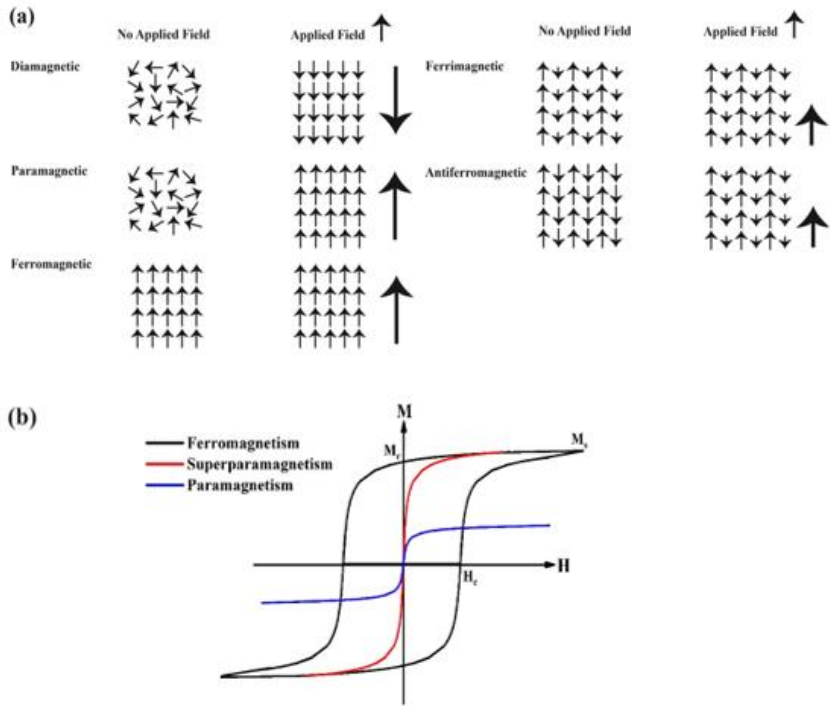 (a)
No Applied Field
Applied Field
No Applied Field
Applied Field
Diamagnetic
Ferrimagnetic
Paramagnetic
Antiferromagnetic
Ferromagnetic
(b)
M
Ferromagnetism
Superparamagnetism
Paramagnetism
Mr
Ms
H
Hc